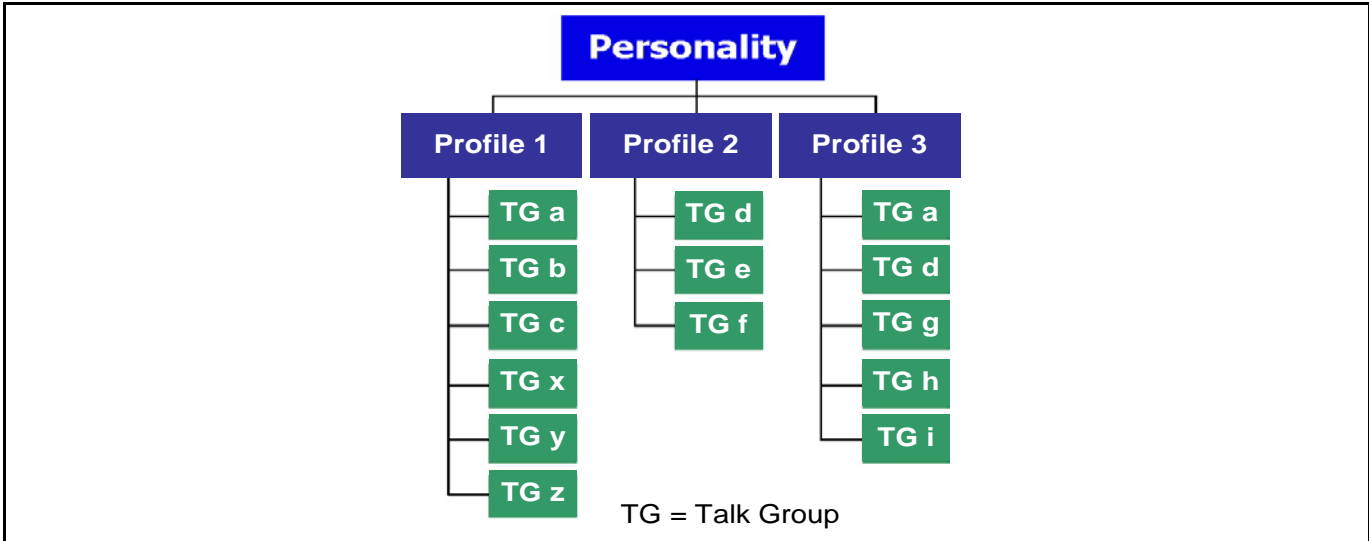 Personality
Profile 1
Profile 2
Profile 3
TG a
TG b
TG c
TG x
TG y
TG z
TG d
TG e
TG f
TG a
TG d
TG g
TG h
TG i
TG = Talk Group